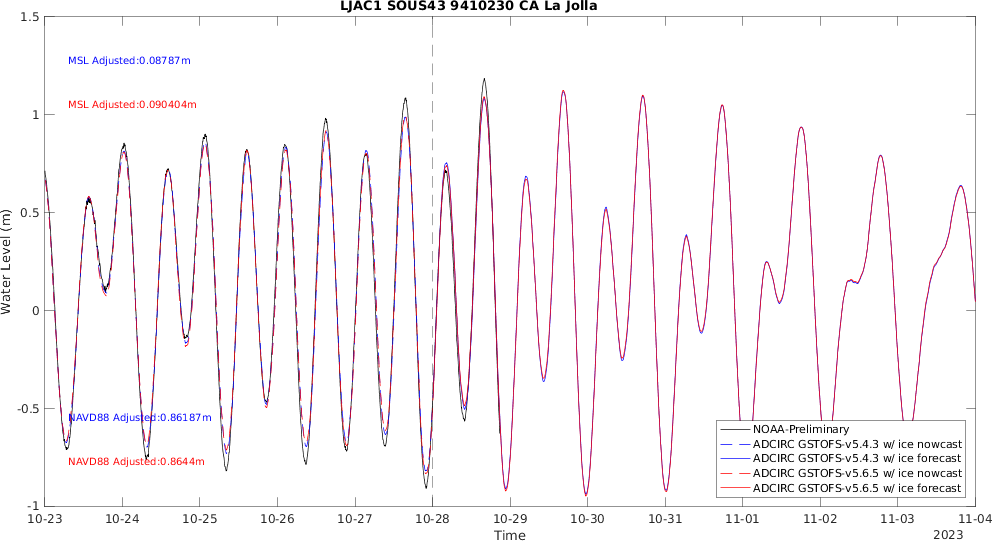 LJAC1 SOUS43 9410230 CA La Jolla
1.5
1
0.5
0
-0.5
-1
Water Level (m)
MSL Adjusted:0.08787m
MSL Adjusted:0.090404m
NAVD88 Adjusted:0.86187m
NAVD88 Adjusted:0.8644m
NOAA-Preliminary
ADCIRC GSTOFS-v5.4.3 w/ ice nowcast
ADCIRC GSTOFS-v5.4.3 w/ ice forecast
ADCIRC GSTOFS-v5.6.5 w/ ice nowcast
ADCIRC GSTOFS-v5.6.5 w/ ice forecast
10-23 10-24 10-25 10-26 10-27 10-28 10-29 10-30 10-31 11-01 11-02 11-03 11-04
Time
2023